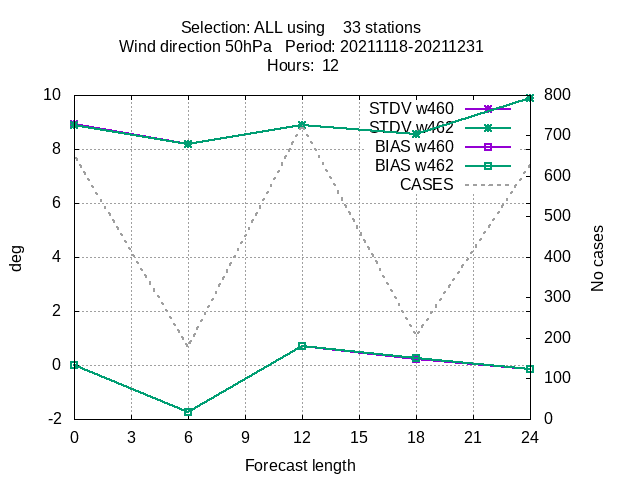 Selection: ALL using    33 stations
Wind direction 50hPa   Period: 20211118-20211231
Hours:  12
STDV w460
STDV w462
BIAS w460
BIAS w462
CASES
10
8
6
4
2
0
-2
800
700
600
500
400
300
200
100
0
deg
No cases
0 3 6 9 12 15 18 21 24
Forecast length